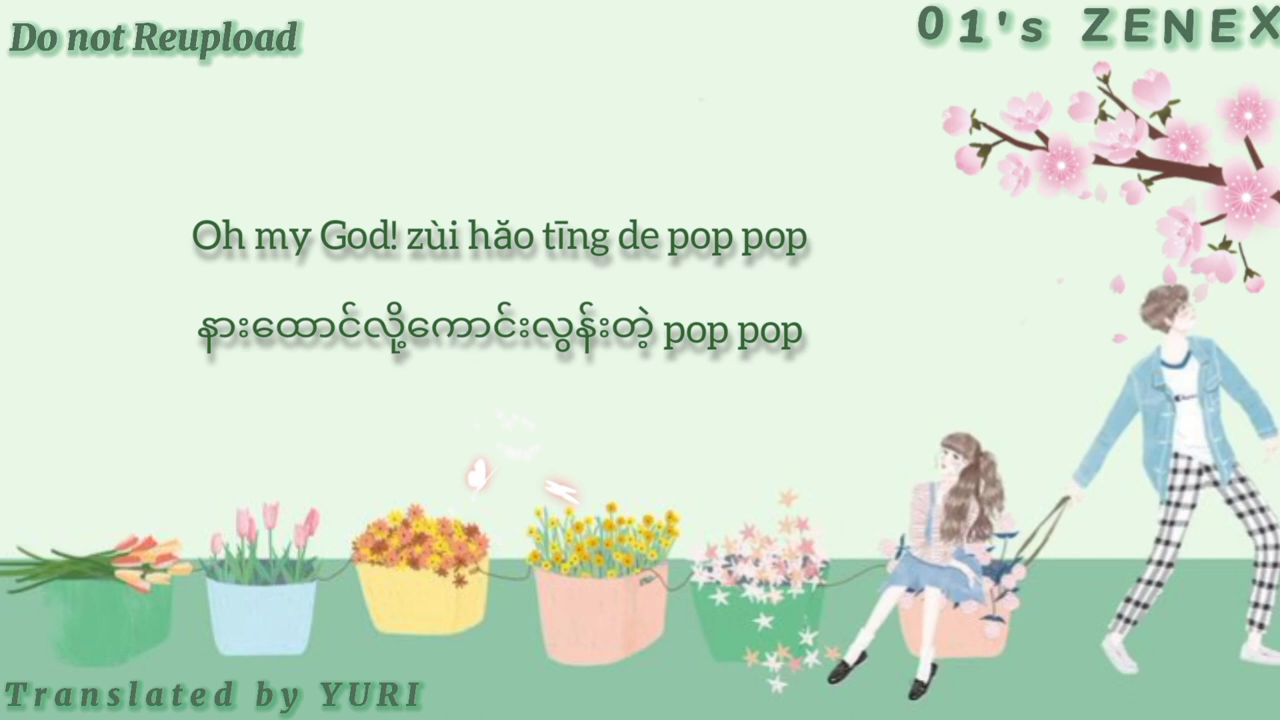 Do not Reupload
01's ZENEX
Oh my God! zùi hǎo tīng de pop pop
နားထောင်လို့ကောင်းလွန်းတဲ့ pop pop
Translated by YURI